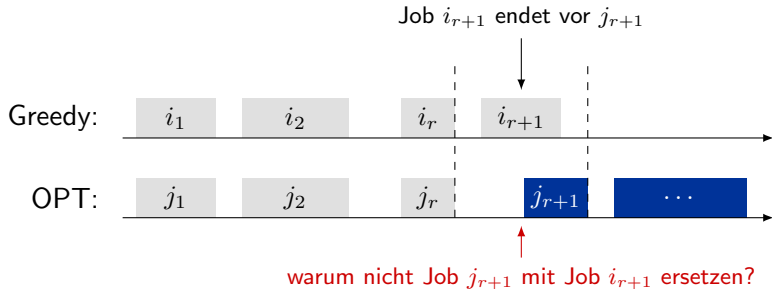 Job $i_{r+1}$ endet vor $j_{r+1}$
Greedy: $i_1$ $i_2$ $i_r$ $i_{r+1}$
OPT: $j_1$ $j_2$ $j_r$ $j_{r+1}$ ⋯
warum nicht Job $j_{r+1}$ mit Job $i_{r+1}$ ersetzen?